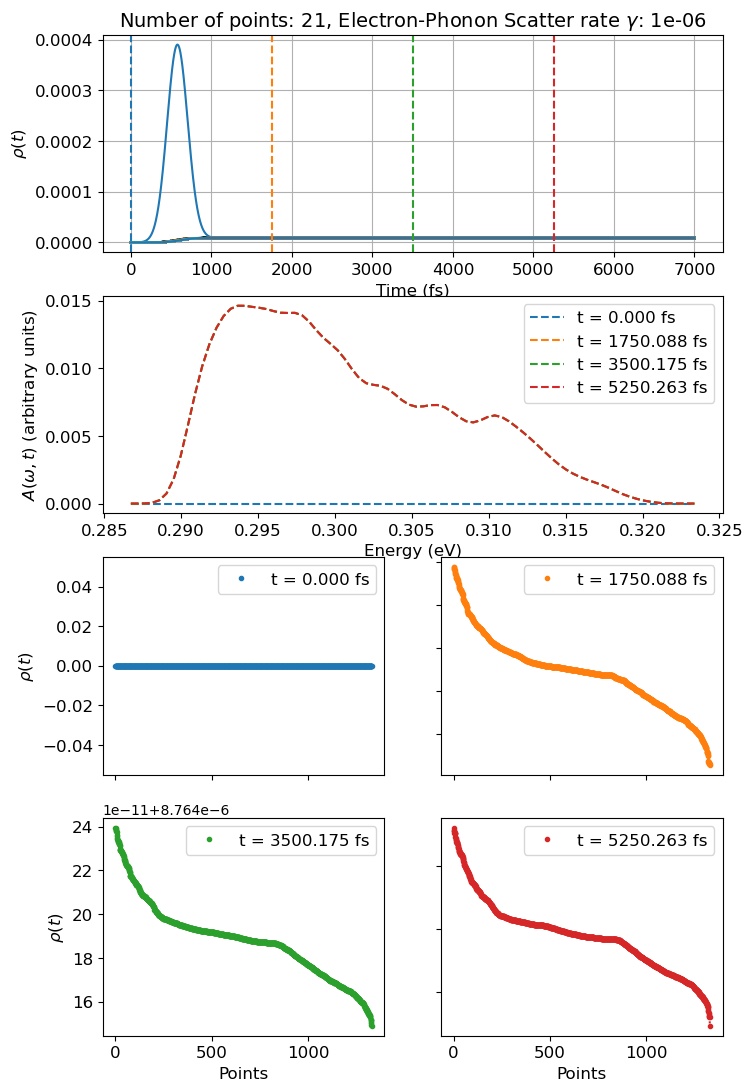 Number of points: 21, Electron-Phonon Scatter rate γ: 1e-06
0.0004
0.0003
0.0002
0.0001
0.0000
ρ(t)
0 1000 2000 3000 4000 5000 6000 7000
Time (fs)
0.015
0.010
0.005
0.000
A(ω, t) (arbitrary units)
t = 0.000 fs
t = 1750.088 fs
t = 3500.175 fs
t = 5250.263 fs
0.285 0.290 0.295 0.300 0.305 0.310 0.315 0.320 0.325
Energy (eV)
0.04
0.02
0.00
−0.02
−0.04
ρ(t)
t = 0.000 fs
t = 1750.088 fs
1e−11+8.764e−6
24
22
20
18
16
ρ(t)
t = 3500.175 fs
0 500 1000
Points
t = 5250.263 fs
0 500 1000
Points